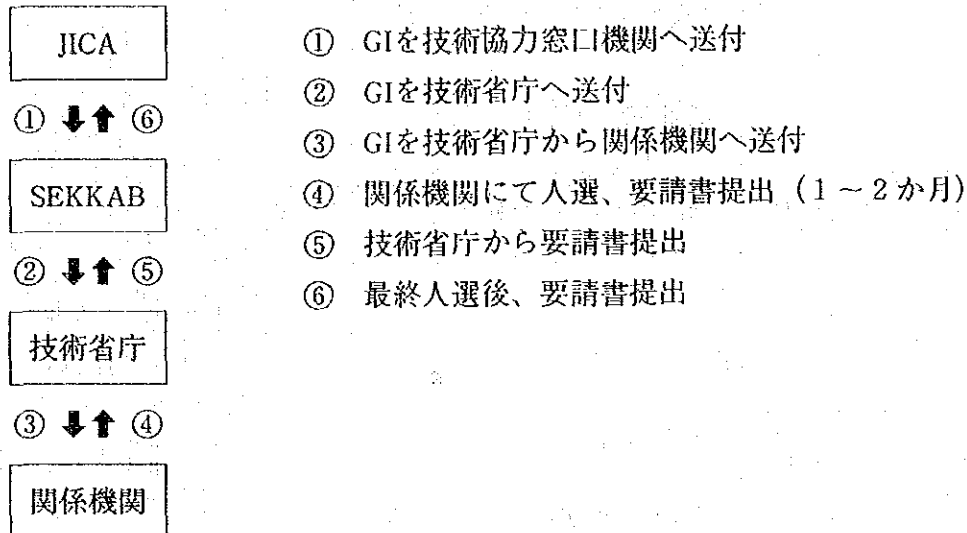 JICA
① ⬇⬆ ⑥
SEKKAB
② ⬇⬆ ⑤
技術省庁
③ ⬇⬆ ④
関係機関
① GIを技術協力窓口機関へ送付
② GIを技術省庁へ送付
③ GIを技術省庁から関係機関へ送付
④ 関係機関にて人選、要請書提出（1～2か月）
⑤ 技術省庁から要請書提出
⑥ 最終人選後、要請書提出